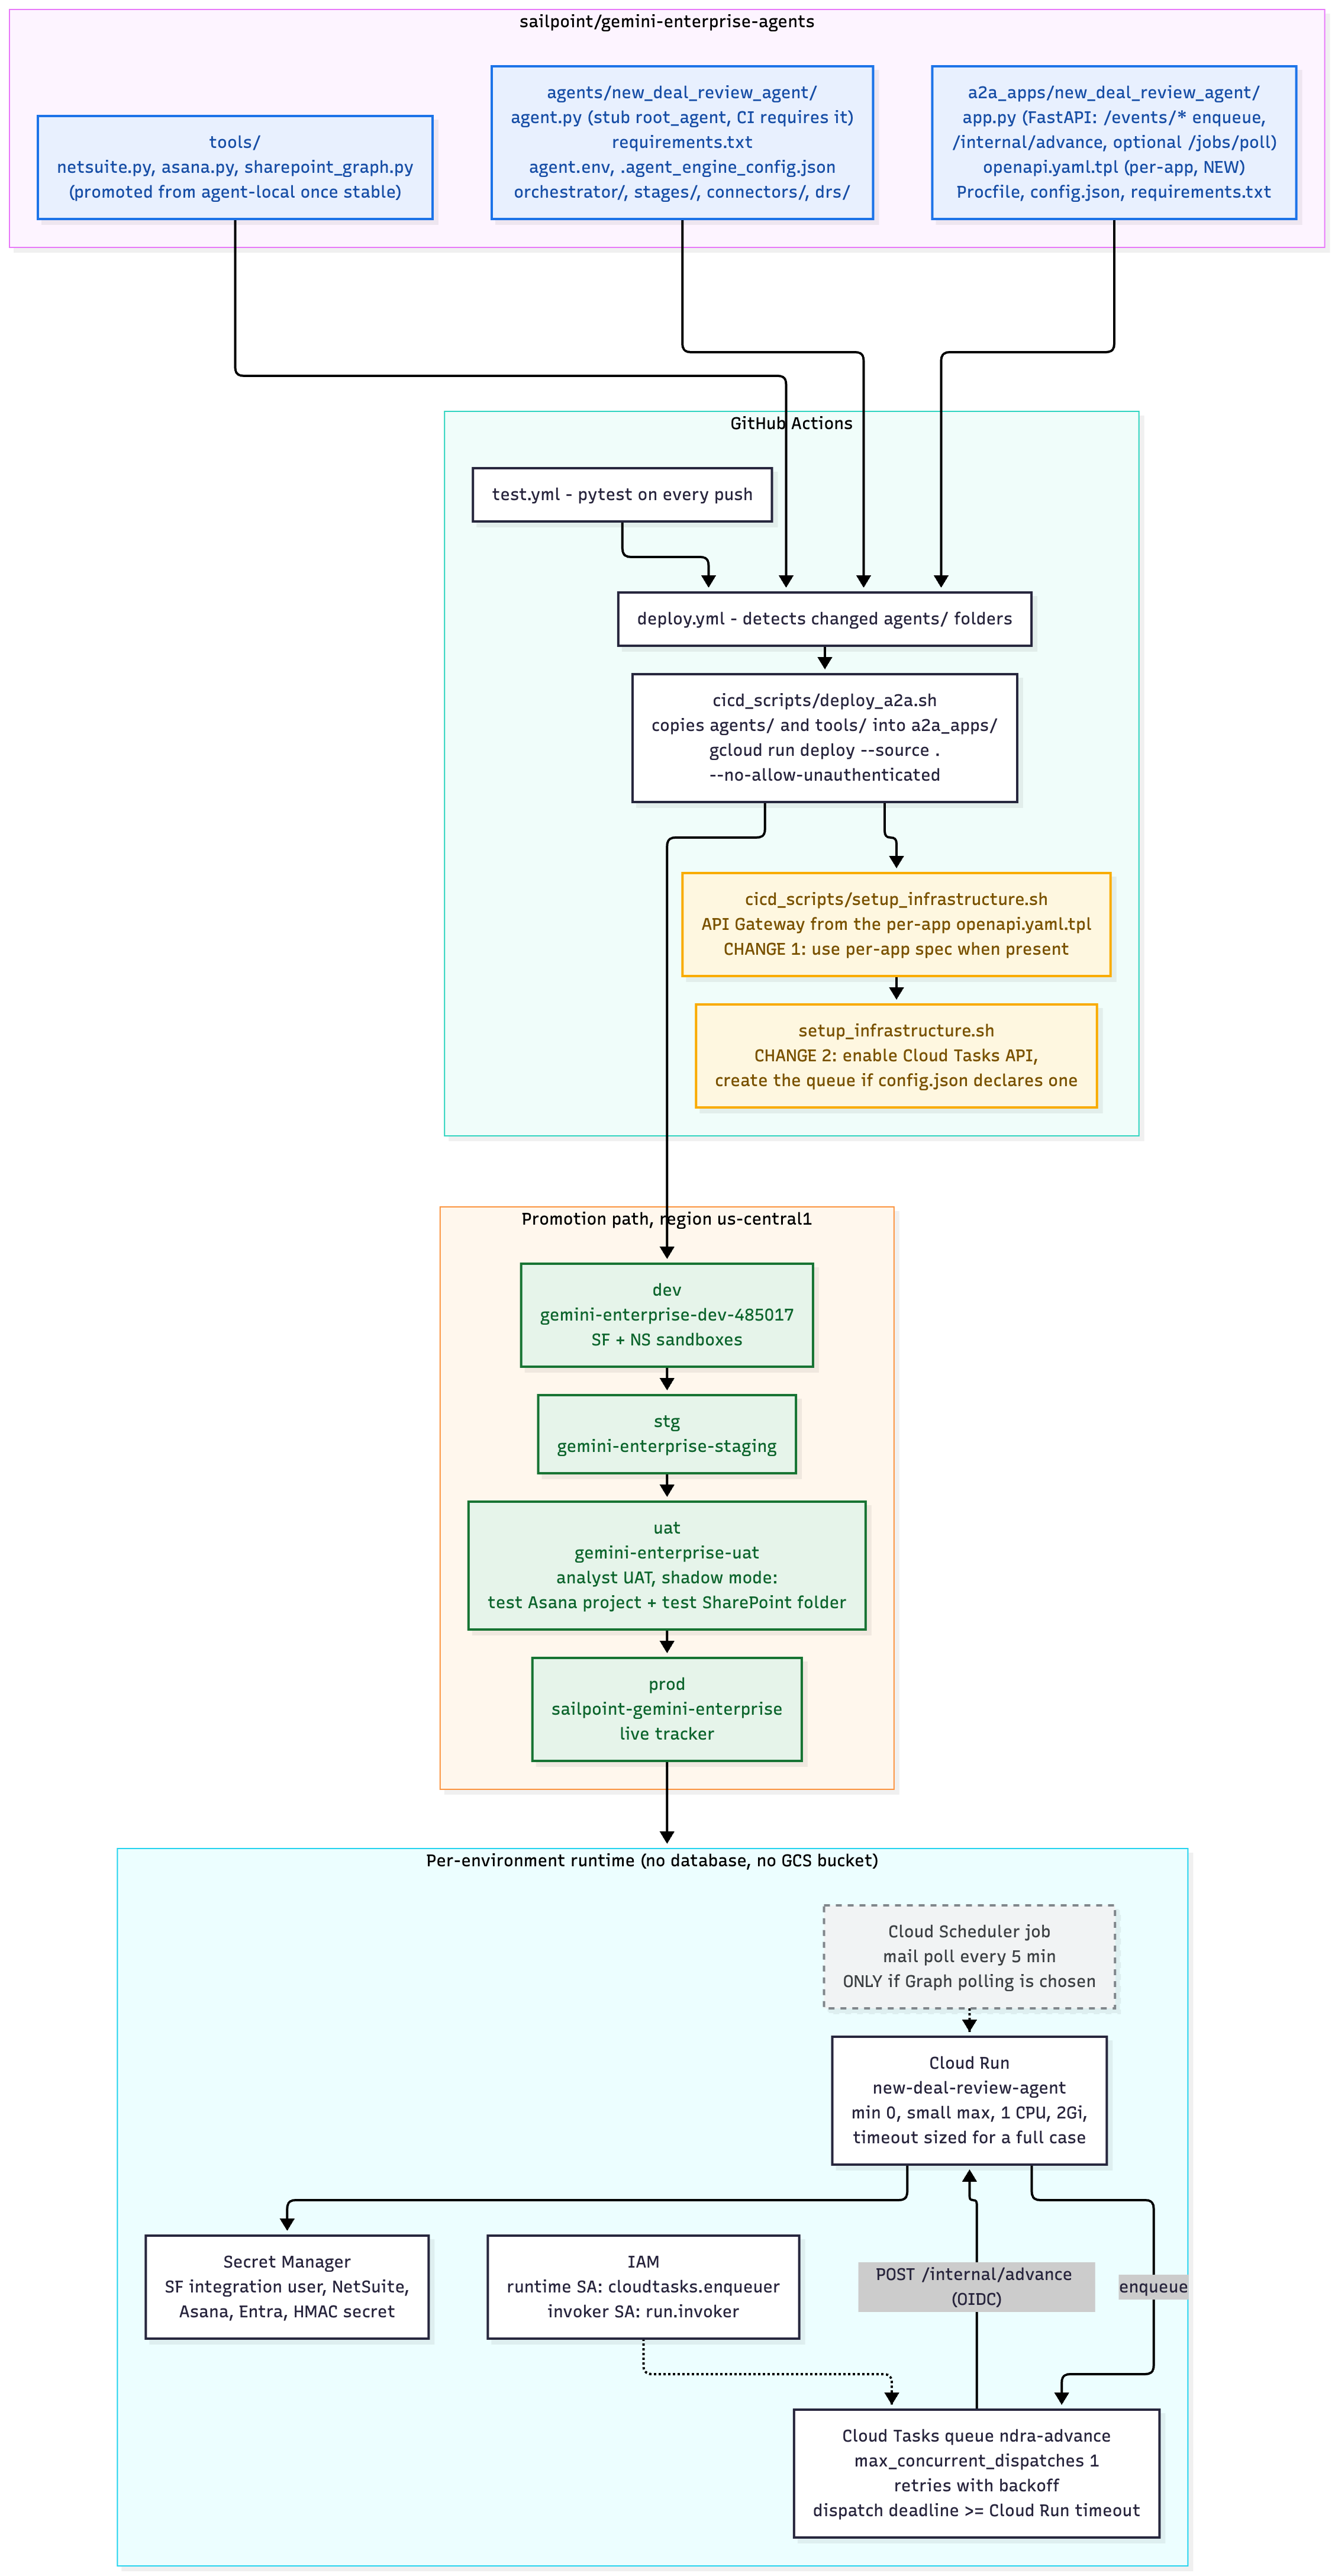 sailpoint/gemini-enterprise-agents
tools/
netsuite.py, asana.py, sharepoint_graph.py
(promoted from agent-local once stable)
agents/new_deal_review_agent/
agent.py (stub root_agent, CI requires it)
requirements.txt
agent.env, .agent_engine_config.json
orchestrator/, stages/, connectors/, drs/
a2a_apps/new_deal_review_agent/
app.py (FastAPI: /events/* enqueue,
/internal/advance, optional /jobs/poll)
openapi.yaml.tpl (per-app, NEW)
Procfile, config.json, requirements.txt
GitHub Actions
test.yml - pytest on every push
deploy.yml - detects changed agents/ folders
cicd_scripts/deploy_a2a.sh
copies agents/ and tools/ into a2a_apps/
gcloud run deploy --source .
--no-allow-unauthenticated
cicd_scripts/setup_infrastructure.sh
API Gateway from the per-app openapi.yaml.tpl
CHANGE 1: use per-app spec when present
setup_infrastructure.sh
CHANGE 2: enable Cloud Tasks API,
create the queue if config.json declares one
Promotion path, region us-central1
dev
gemini-enterprise-dev-485017
SF + NS sandboxes
stg
gemini-enterprise-staging
uat
gemini-enterprise-uat
analyst UAT, shadow mode:
test Asana project + test SharePoint folder
prod
sailpoint-gemini-enterprise
live tracker
Per-environment runtime (no database, no GCS bucket)
Cloud Scheduler job
mail poll every 5 min
ONLY if Graph polling is chosen
Cloud Run
new-deal-review-agent
min 0, small max, 1 CPU, 2Gi,
timeout sized for a full case
Secret Manager
SF integration user, NetSuite,
Asana, Entra, HMAC secret
IAM
runtime SA: cloudtasks.enqueuer
invoker SA: run.invoker
POST /internal/advance
(OIDC)
enqueue
Cloud Tasks queue ndra-advance
max_concurrent_dispatches 1
retries with backoff
dispatch deadline >= Cloud Run timeout